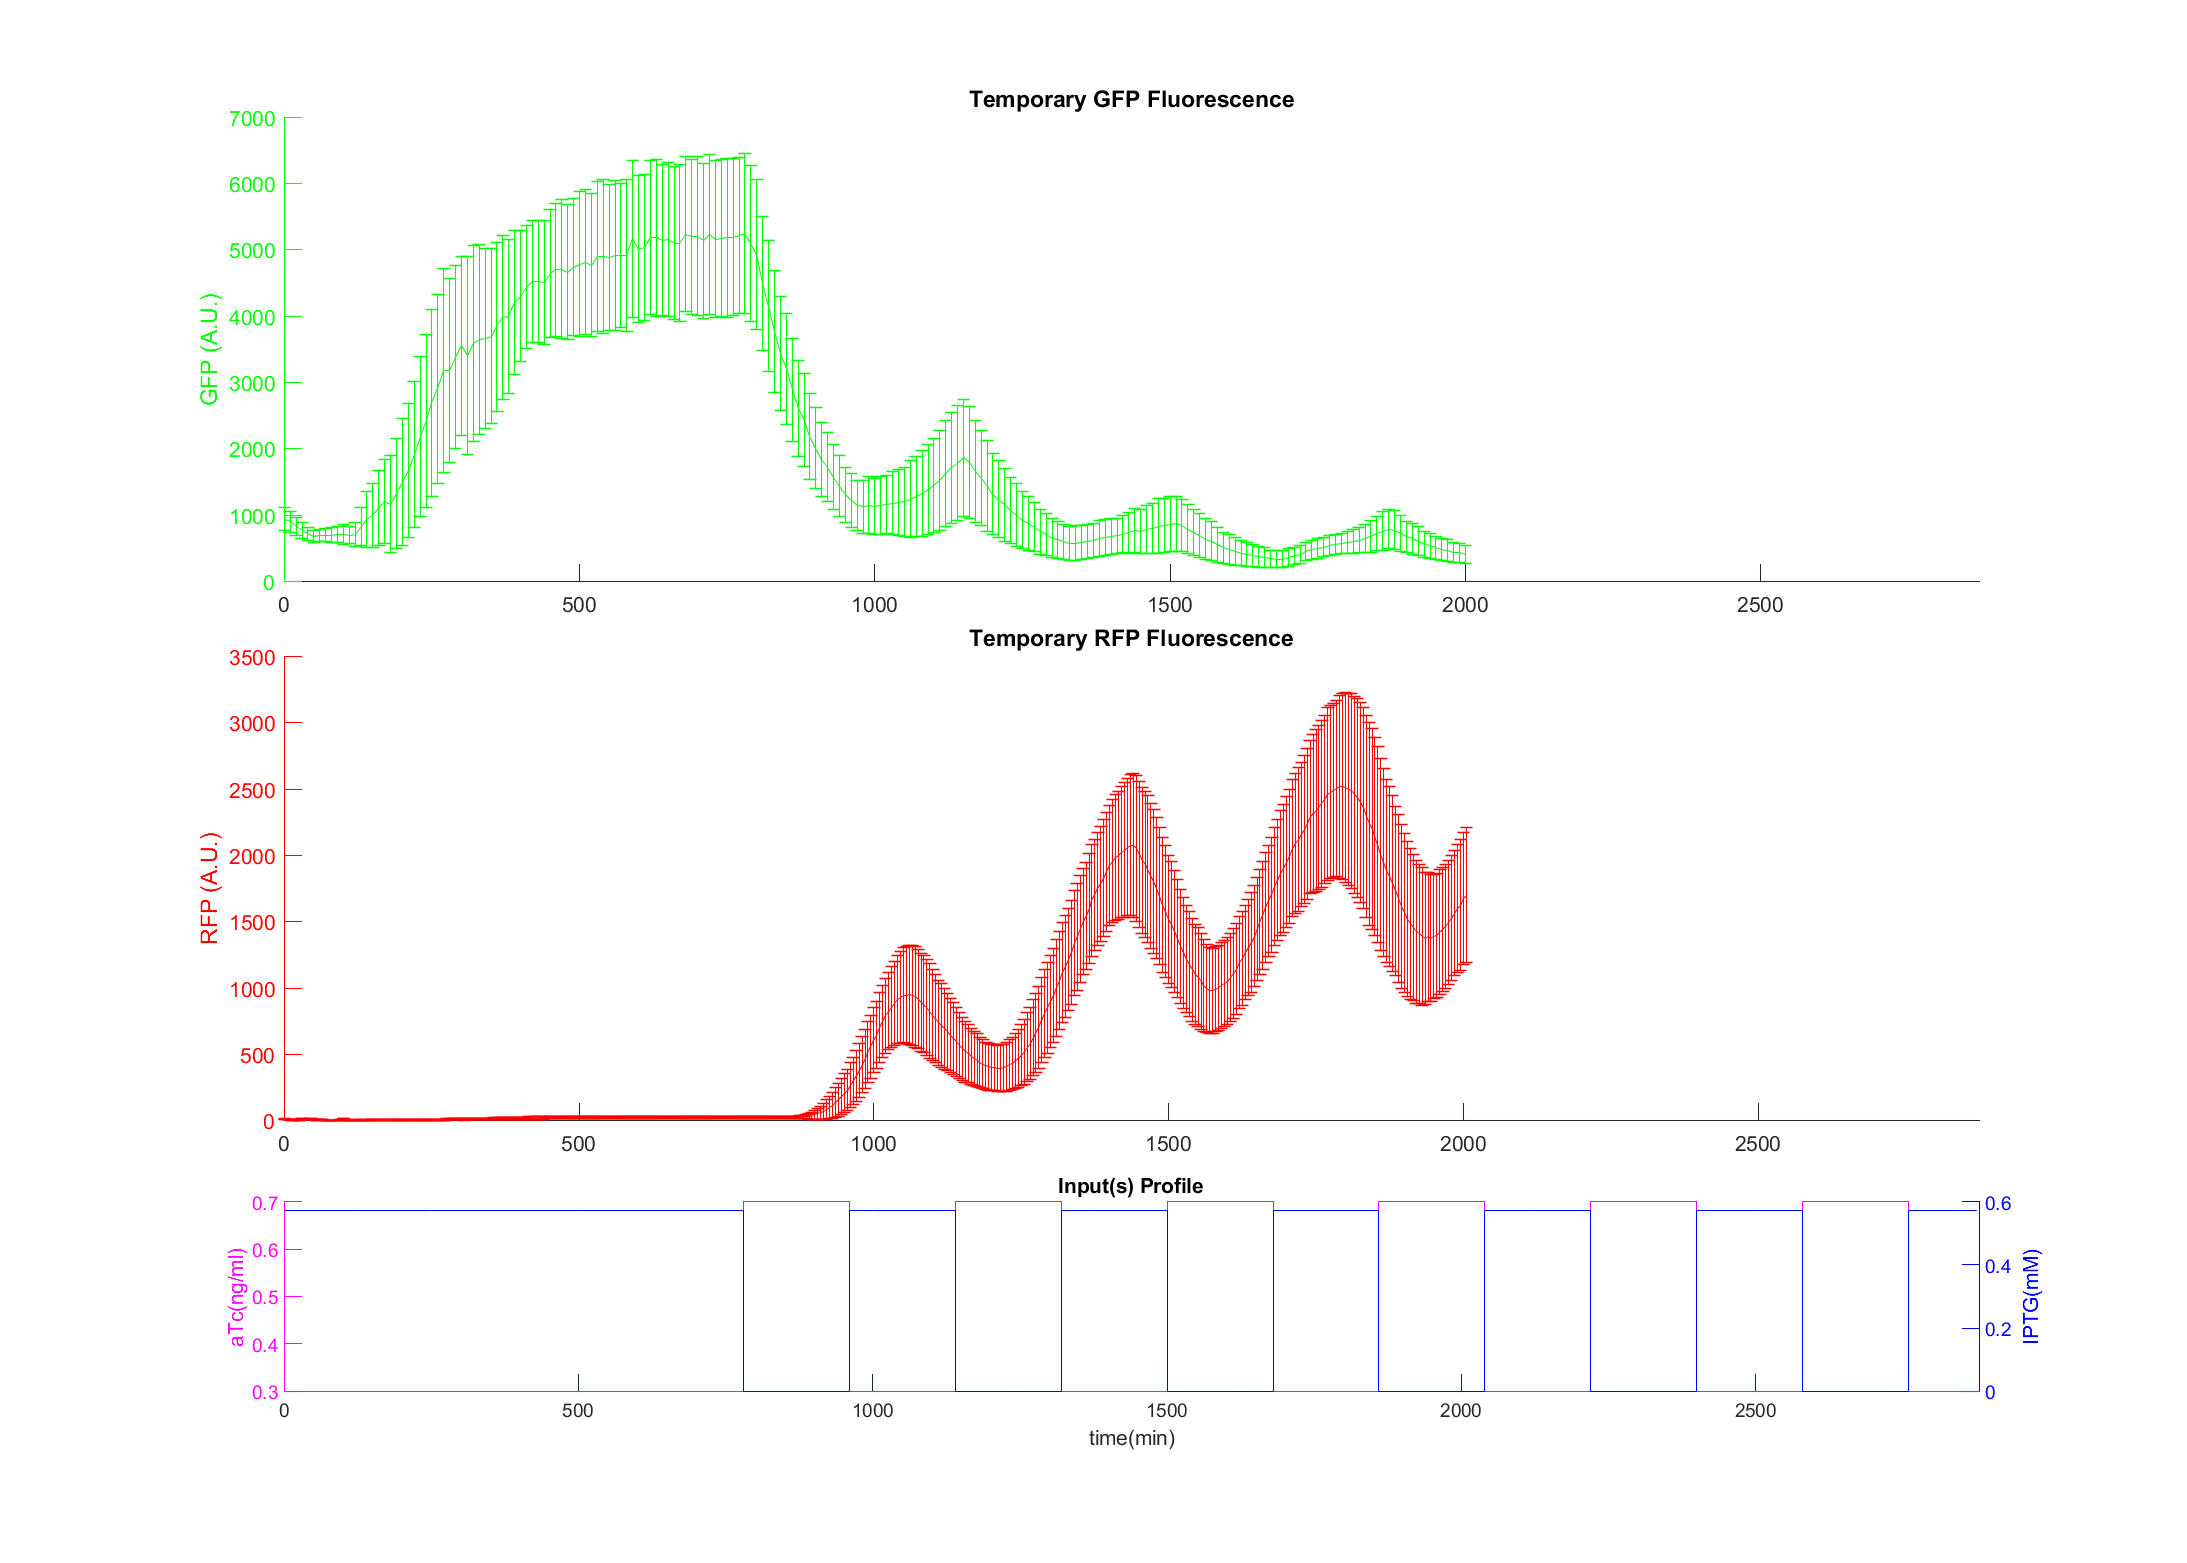 Temporary GFP Fluorescence
7000
6000
5000
4000
3000
2000
1000
0
GFP (A.U.)
0 500 1000 1500 2000 2500
Temporary RFP Fluorescence
3500
3000
2500
2000
1500
1000
500
0
RFP (A.U.)
0 500 1000 1500 2000 2500
Input(s) Profile
0.7
0.6
0.5
0.4
0.3
aTc(ng/ml)
0.6
0.4
0.2
0
IPTG(mM)
0 500 1000 1500 2000 2500
time(min)